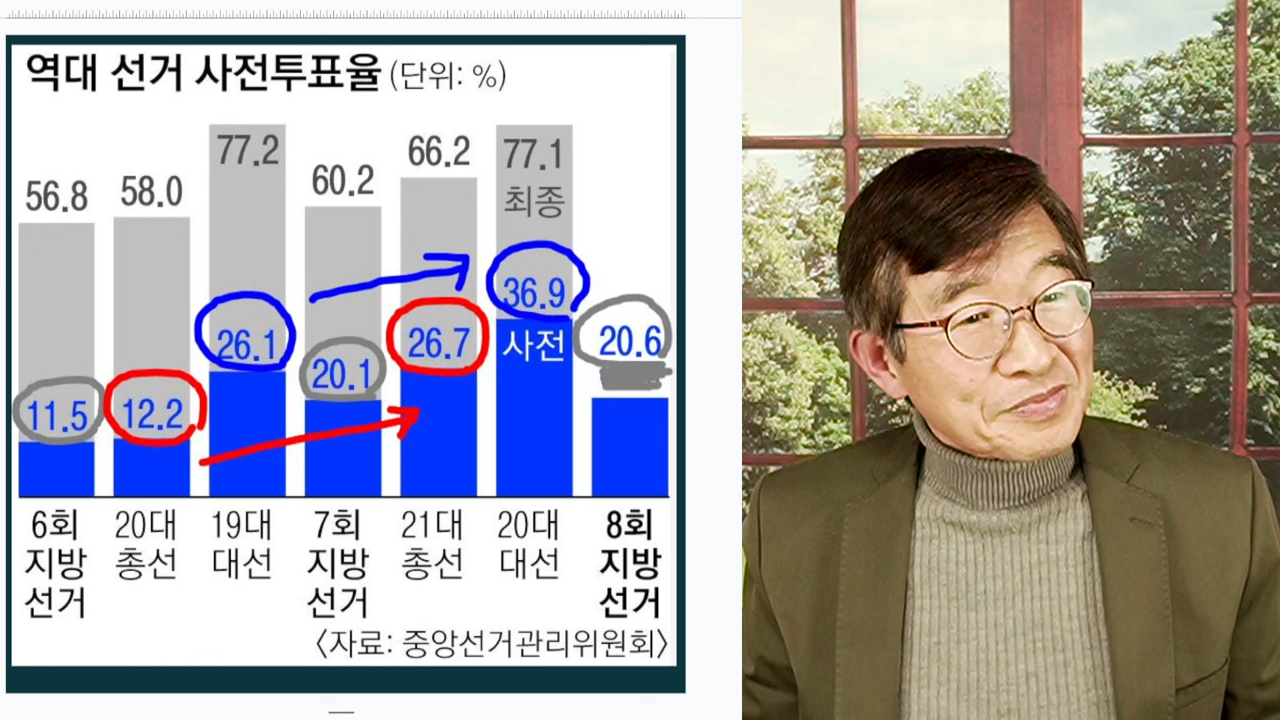 역대 선거 사전투표율 (단위: %)
56.8 58.0 77.2 60.2 66.2 77.1
최종
11.5 12.2 26.1 20.1 26.7 36.9 20.6
사전
6회 20대 19대 7회 21대 20대 8회
지방 총선 대선 지방 총선 대선 지방
선거 선거 선거
〈자료: 중앙선거관리위원회〉